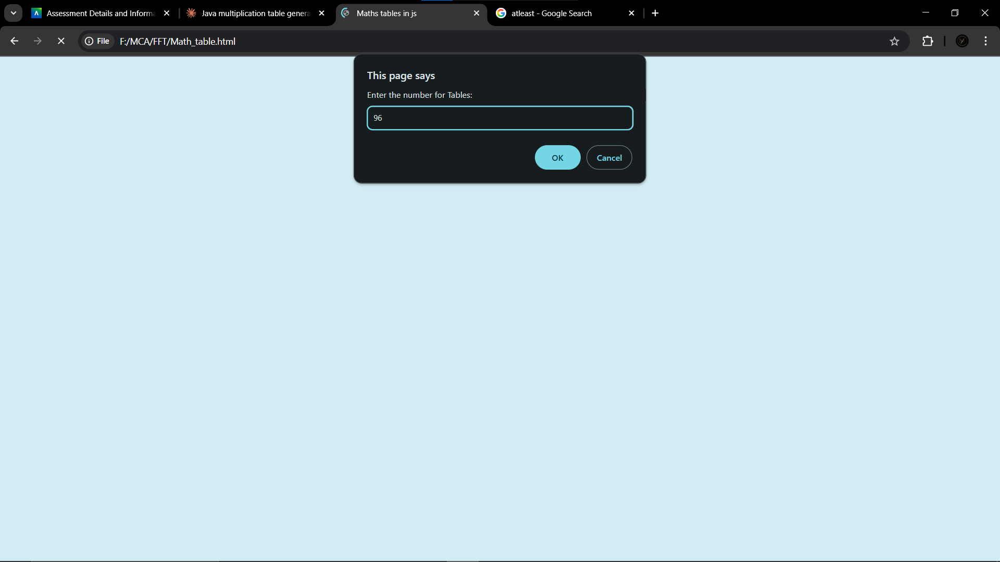 Assessment Details and Informa
Java multiplication table genera
Maths tables in js
atleast - Google Search
File
F:/MCA/FFT/Math_table.html
This page says
Enter the number for Tables:
96
OK
Cancel